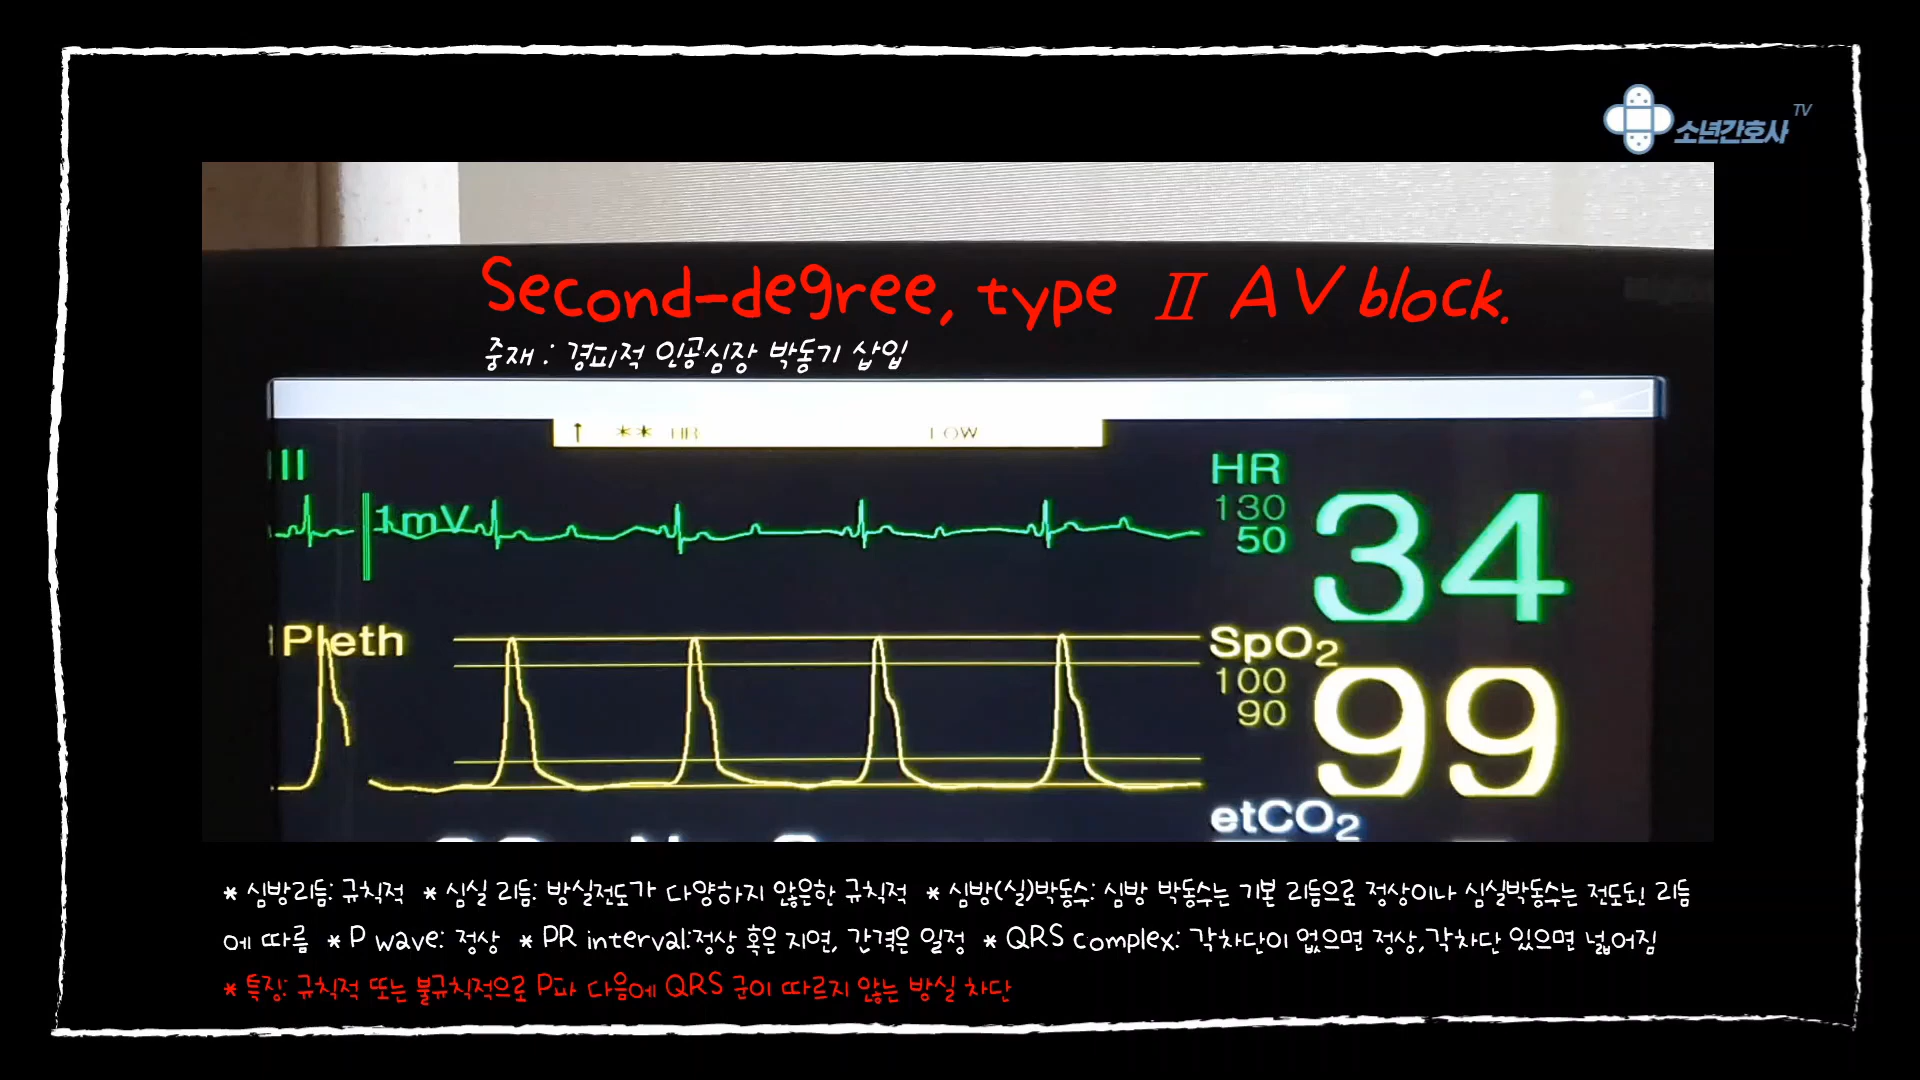 소년간호사 TV
Second-degree, type Ⅱ AV block.
중재 : 경피적 인공심장 박동기 삽입
↑ ** HR LOW
II
1mV
HR
130
50
34
Pleth
SpO2
100
90
99
etCO2
* 심방리듬: 규칙적 * 심실 리듬: 방실전도가 다양하지 않은한 규칙적 * 심방(실)박동수: 심방 박동수는 기본 리듬으로 정상이나 심실박동수는 전도된 리듬
에 따름 * P wave: 정상 * PR interval:정상 혹은 지연, 간격은 일정 * QRS complex: 각차단이 없으면 정상,각차단 있으면 넓어짐
* 특징: 규칙적 또는 불규칙적으로 P파 다음에 QRS 군이 따르지 않는 방실 차단